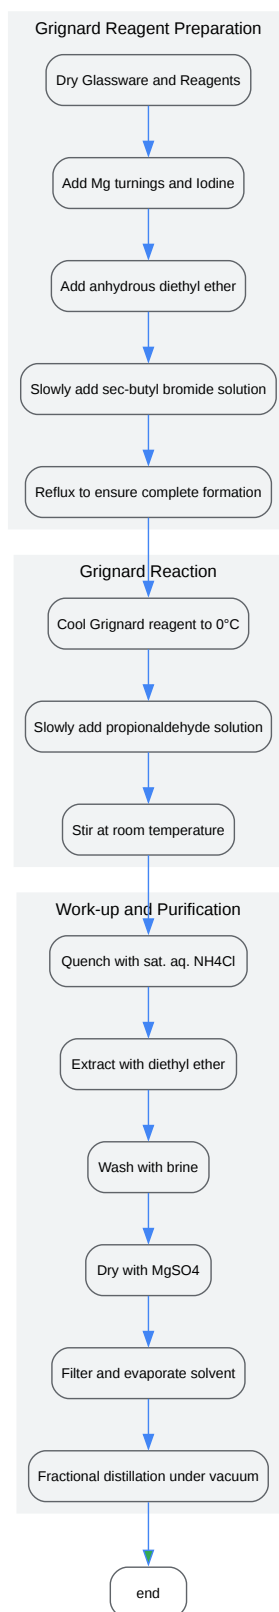 Grignard Reagent Preparation
Dry Glassware and Reagents
Add Mg turnings and Iodine
Add anhydrous diethyl ether
Slowly add sec-butyl bromide solution
Reflux to ensure complete formation
Grignard Reaction
Cool Grignard reagent to 0°C
Slowly add propionaldehyde solution
Stir at room temperature
Work-up and Purification
Quench with sat. aq. NH4Cl
Extract with diethyl ether
Wash with brine
Dry with MgSO4
Filter and evaporate solvent
Fractional distillation under vacuum
end